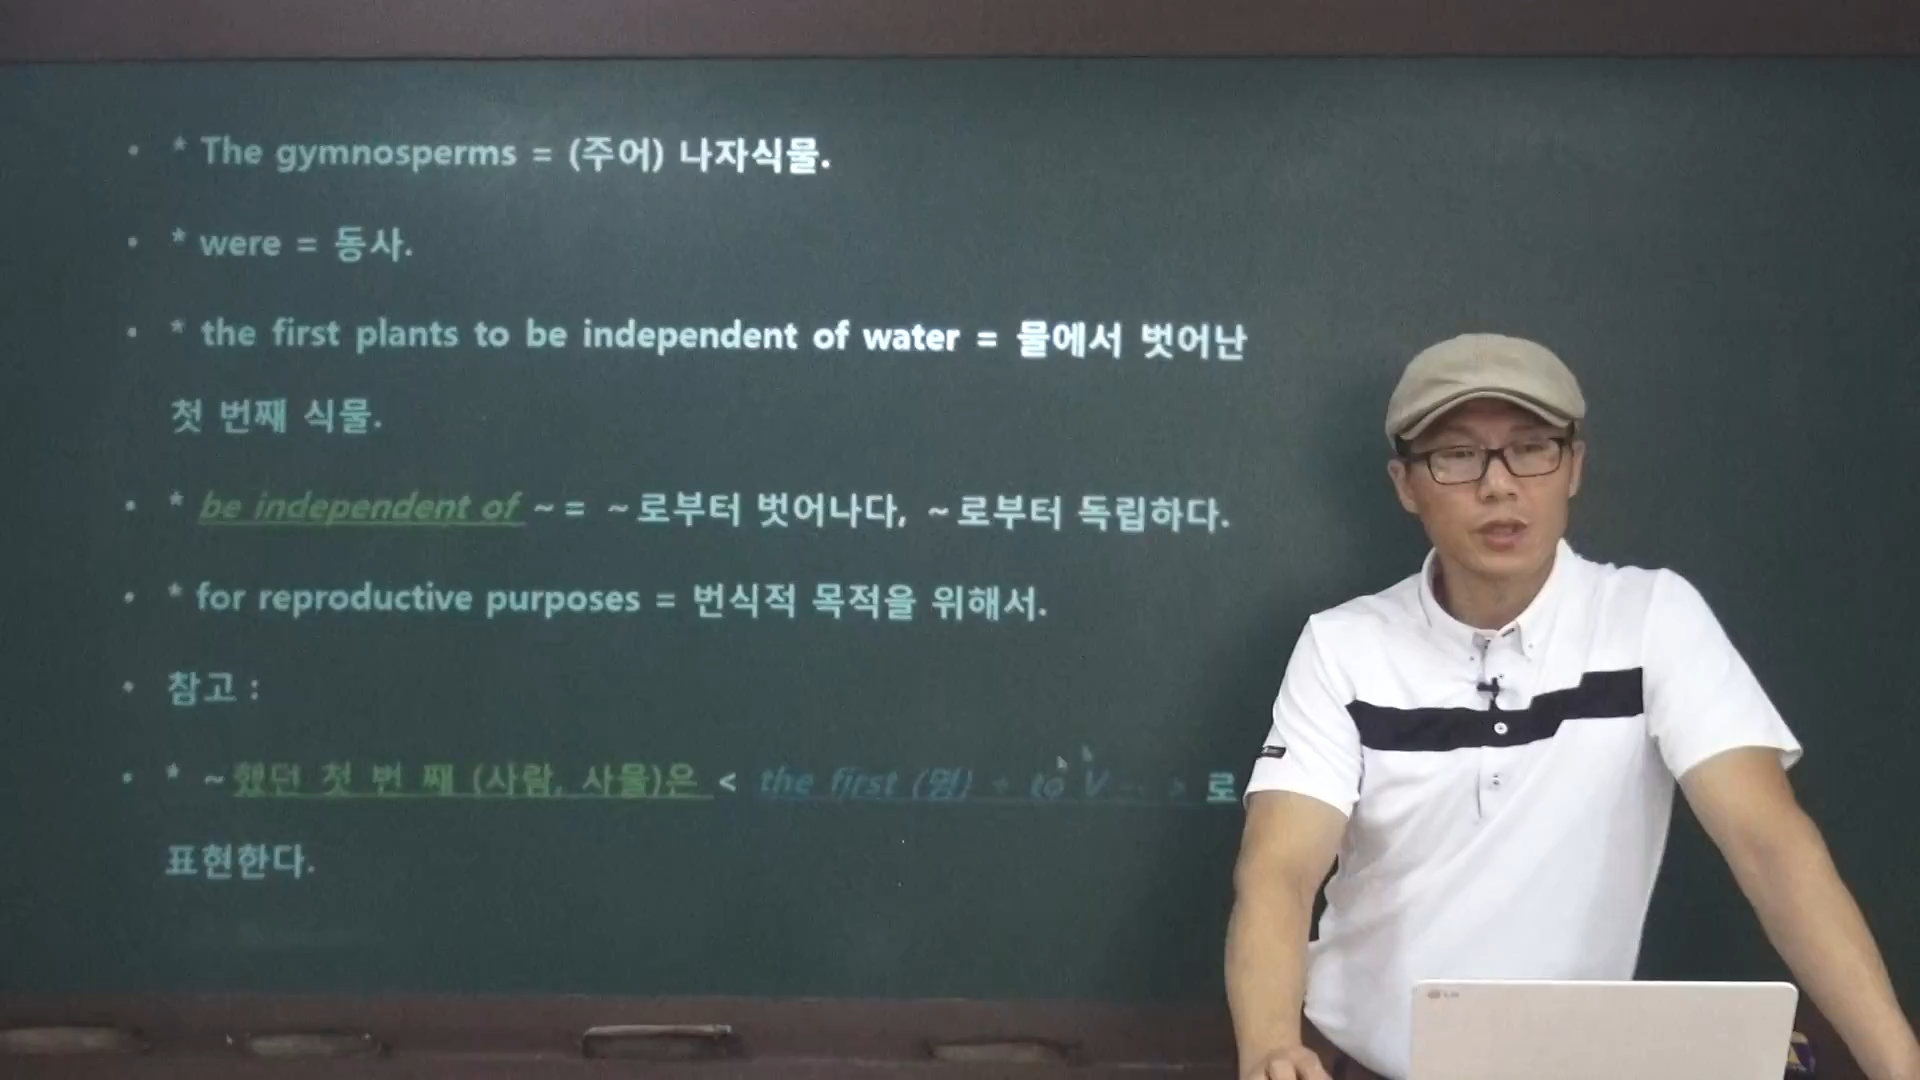 • * The gymnosperms = (주어) 나자식물.
• * were = 동사.
• * the first plants to be independent of water = 물에서 벗어난
첫 번째 식물.
• * be independent of ~ = ~로부터 벗어나다, ~로부터 독립하다.
• * for reproductive purposes = 번식적 목적을 위해서.
• 참고 :
• * ~했던 첫 번 째 (사람, 사물)은 < the first (명) + to V ~ > 로
표현한다.
LG